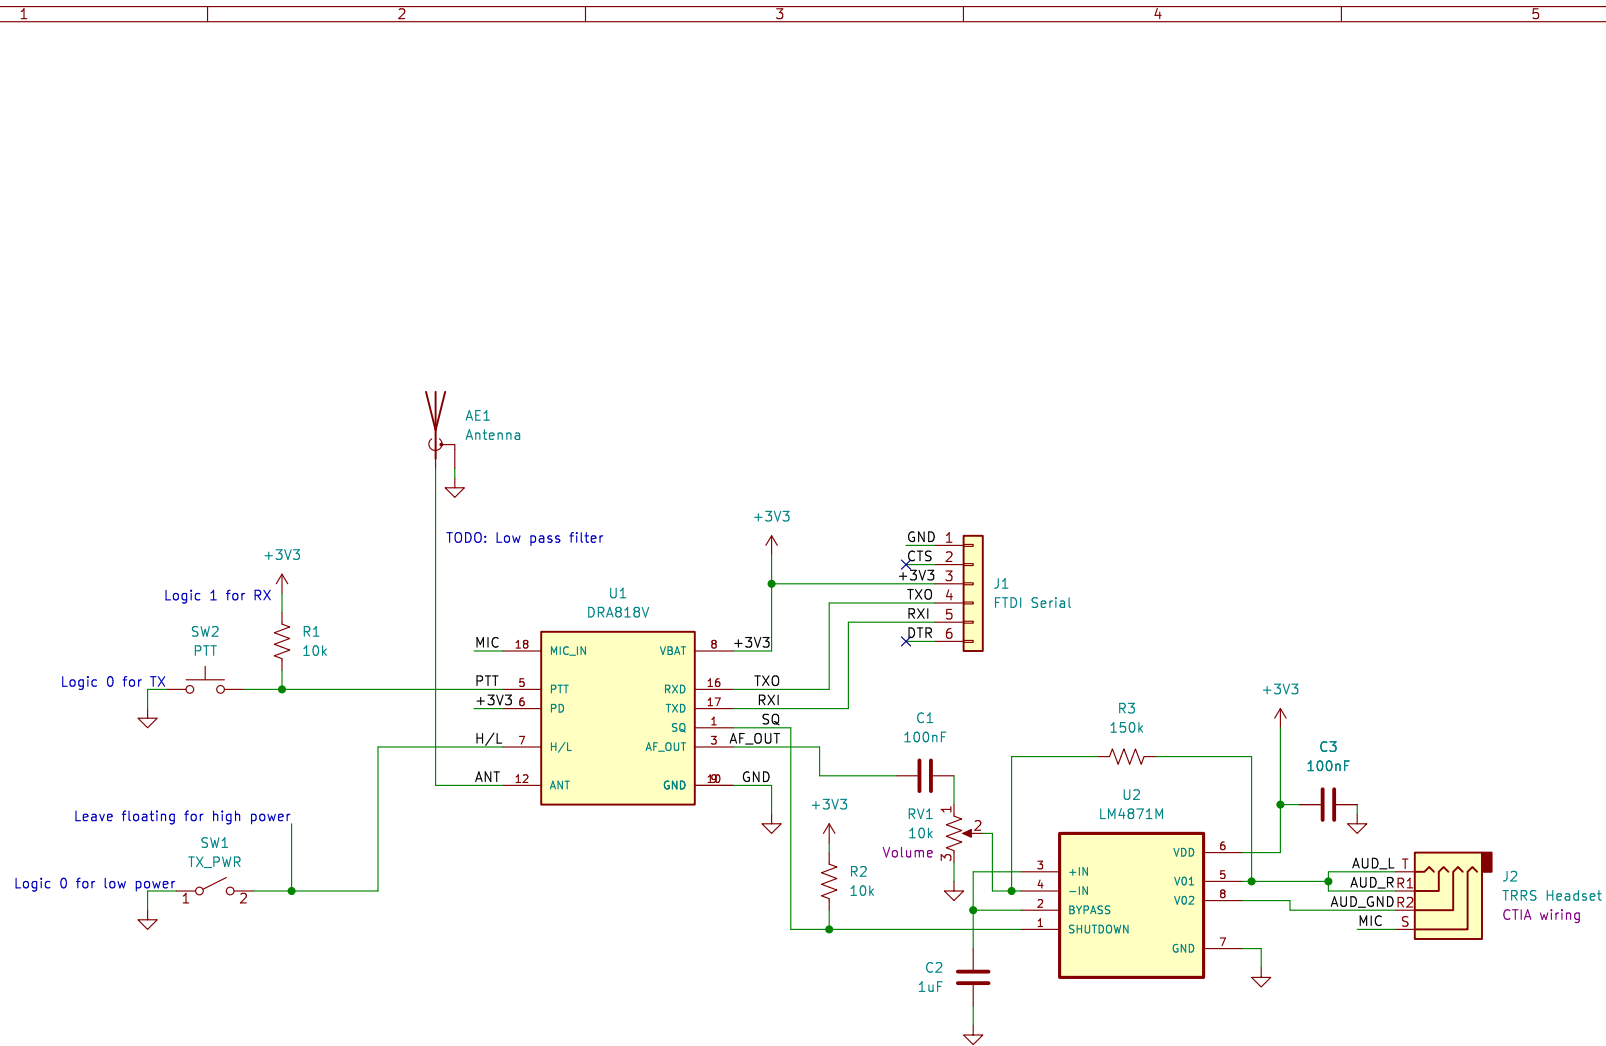 1 2 3 4 5
AE1
Antenna
TODO: Low pass filter
+3V3
Logic 1 for RX
SW2
PTT
R1
10k
Logic 0 for TX
Leave floating for high power
SW1
TX_PWR
Logic 0 for low power
1 2
U1
DRA818V
MIC 18 MIC_IN
PTT 5 PTT
+3V3 6 PD
H/L 7 H/L
ANT 12 ANT
VBAT 8 +3V3
RXD 16 TXO
TXD 17 RXI
SQ 1 SQ
AF_OUT 3 AF_OUT
GND 10 GND
+3V3
GND 1
CTS 2
+3V3 3
TXO 4
RXI 5
DTR 6
J1
FTDI Serial
C1
100nF
+3V3
R2
10k
RV1
10k
Volume
1
2
3
R3
150k
U2
LM4871M
3 +IN
4 -IN
2 BYPASS
1 SHUTDOWN
VDD 6
VO1 5
VO2 8
GND 7
C2
1uF
+3V3
C3
100nF
AUD_L T
AUD_R R1
AUD_GND R2
MIC S
J2
TRRS Headset
CTIA wiring